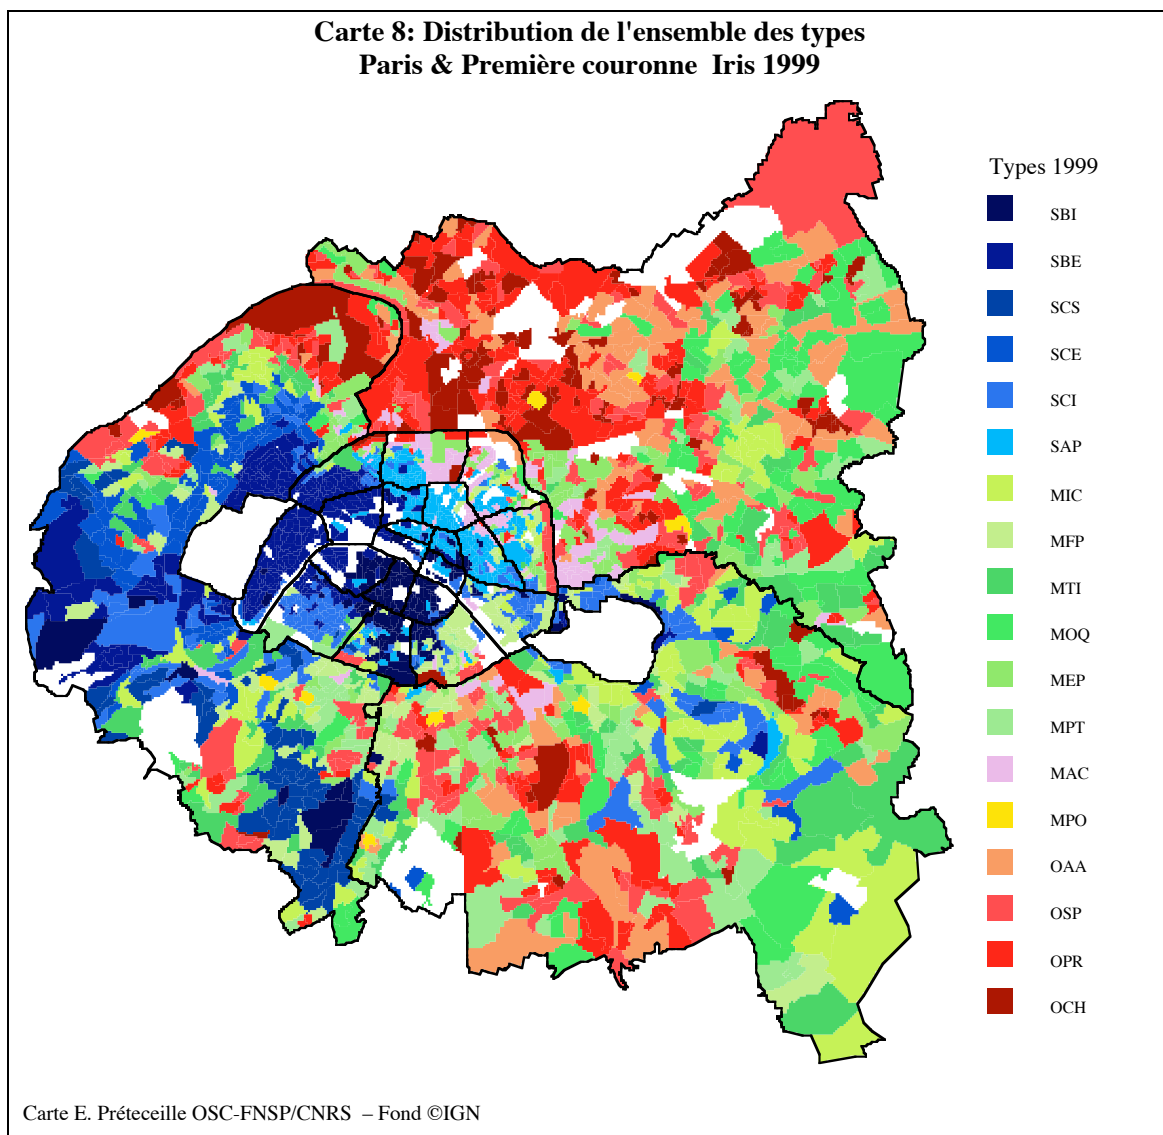 Carte 8: Distribution de l'ensemble des types
Paris & Première couronne Iris 1999
Types 1999
SBI
SBE
SCS
SCE
SCI
SAP
MIC
MFP
MTI
MOQ
MEP
MPT
MAC
MPO
OAA
OSP
OPR
OCH
Carte E. Préteceille OSC-FNSP/CNRS – Fond ©IGN